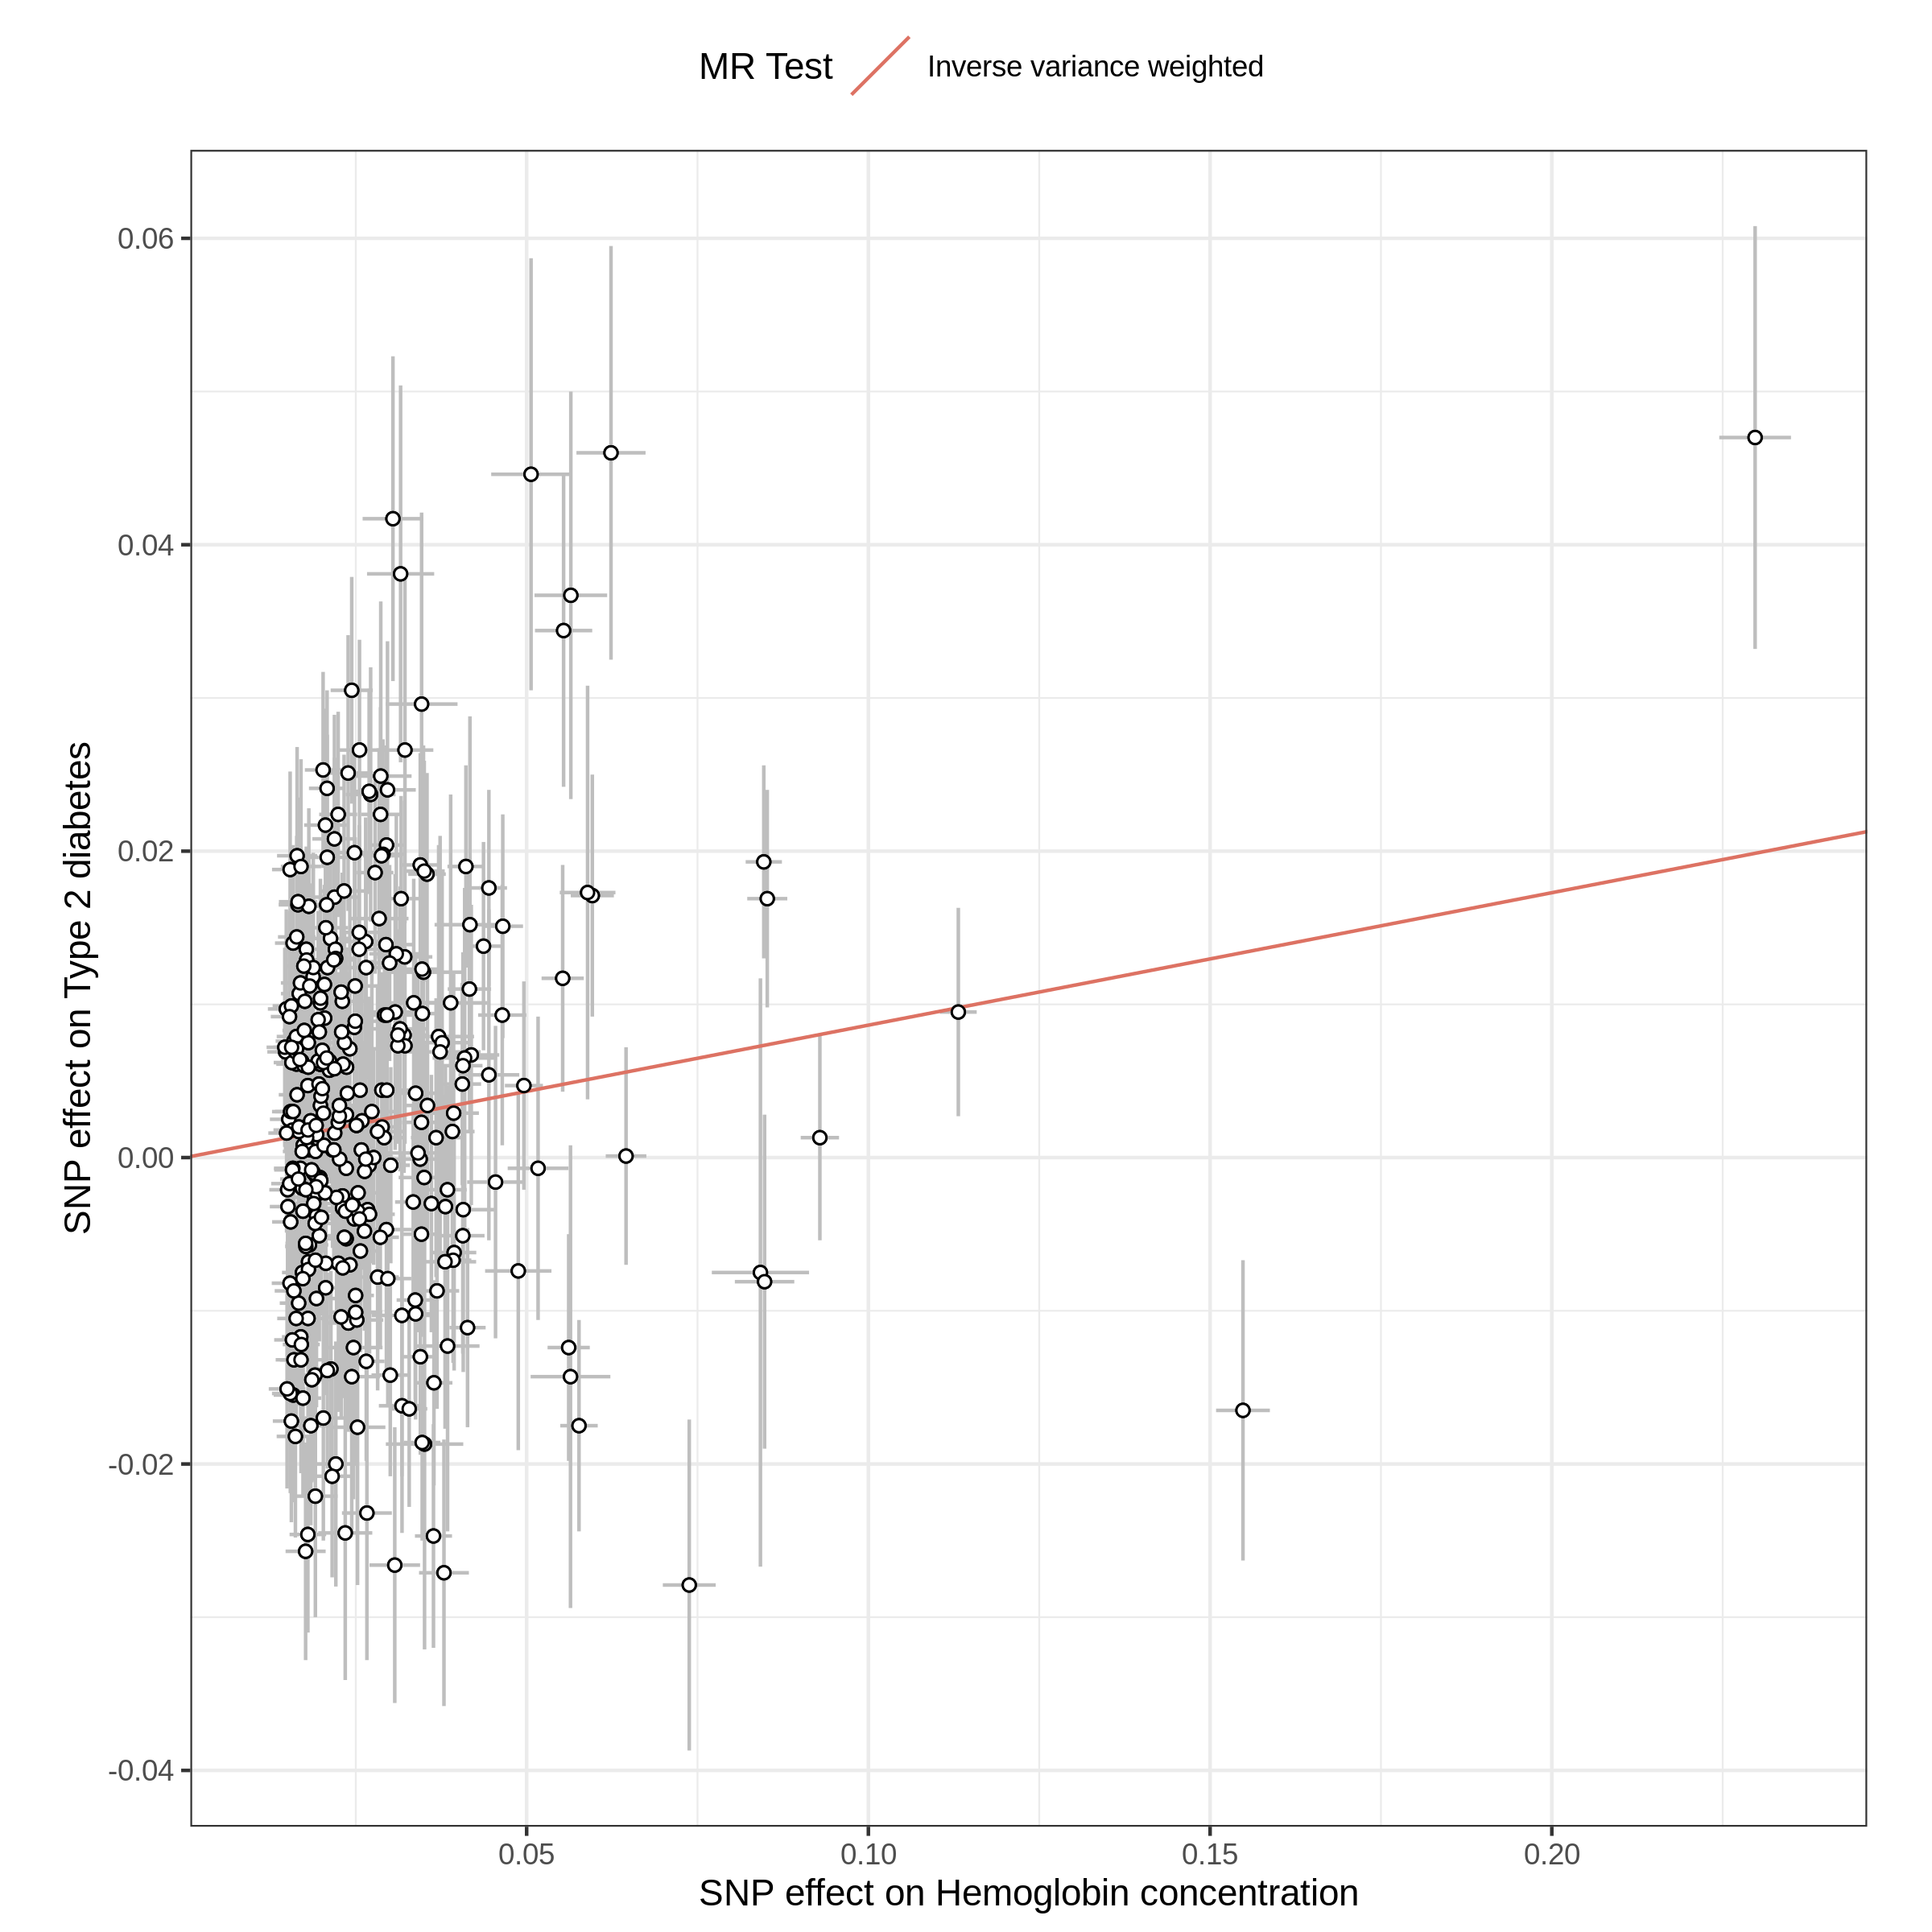 MR Test
Inverse variance weighted
SNP effect on Type 2 diabetes
0.06
0.04
0.02
0.00
-0.02
-0.04
0.05
0.10
0.15
0.20
SNP effect on Hemoglobin concentration